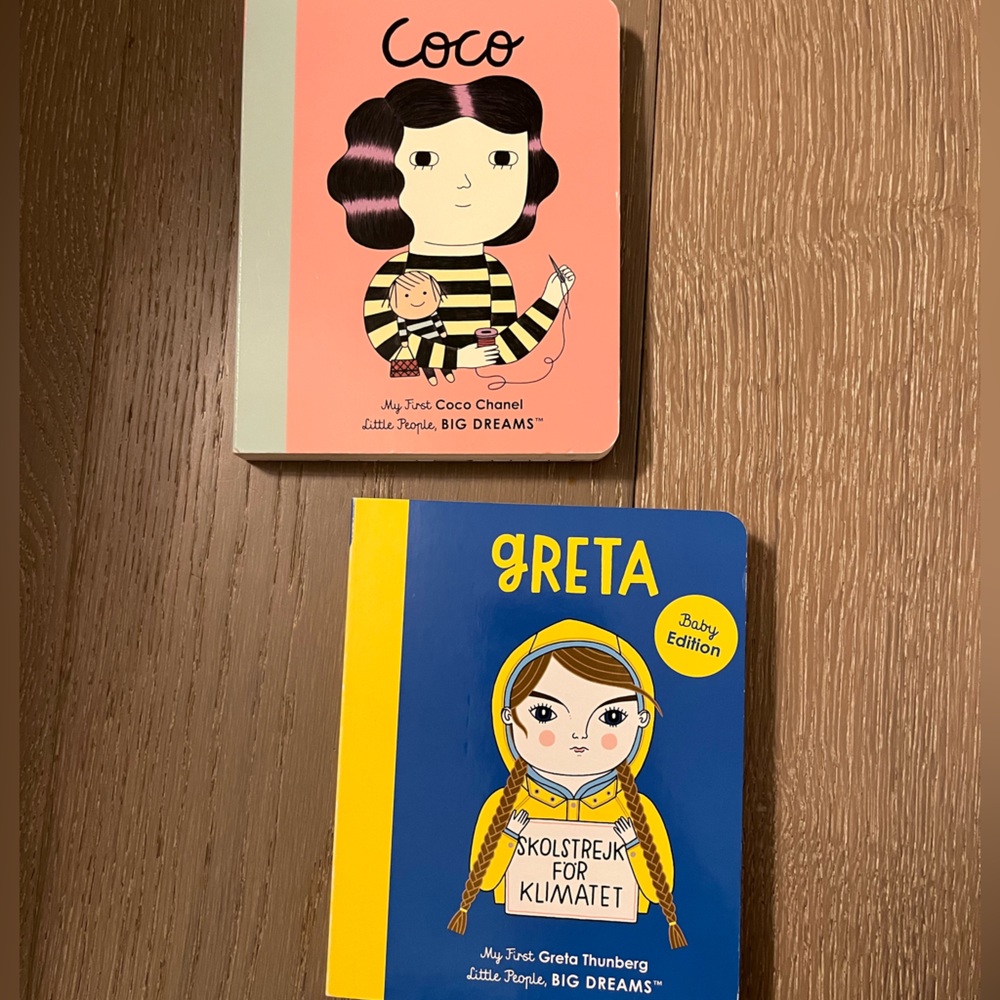 Coco
My First Coco Chanel
Little People, BIG DREAMS™
gRETA
Baby
Edition
SKOLSTREJK
FÖR
KLIMATET
My First Greta Thunberg
Little People, BIG DREAMS™